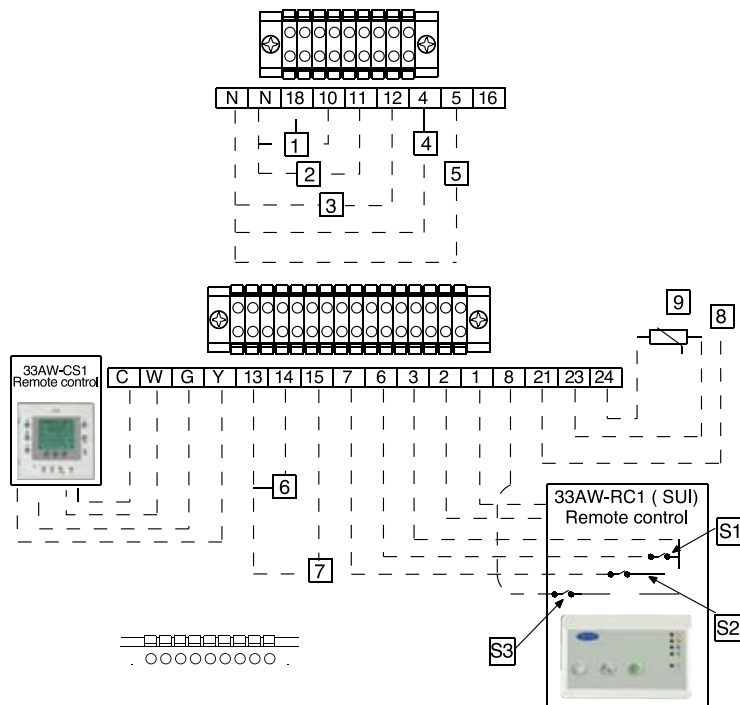 N N 18 10 11 12 4 5 16
1
4
2
5
3
9
8
33AW-CS1
Remote control
C W G Y 13 14 15 7 6 3 2 1 8 21 23 24
6
33AW-RC1 ( SUI)
Remote control
S1
7
S2
S3